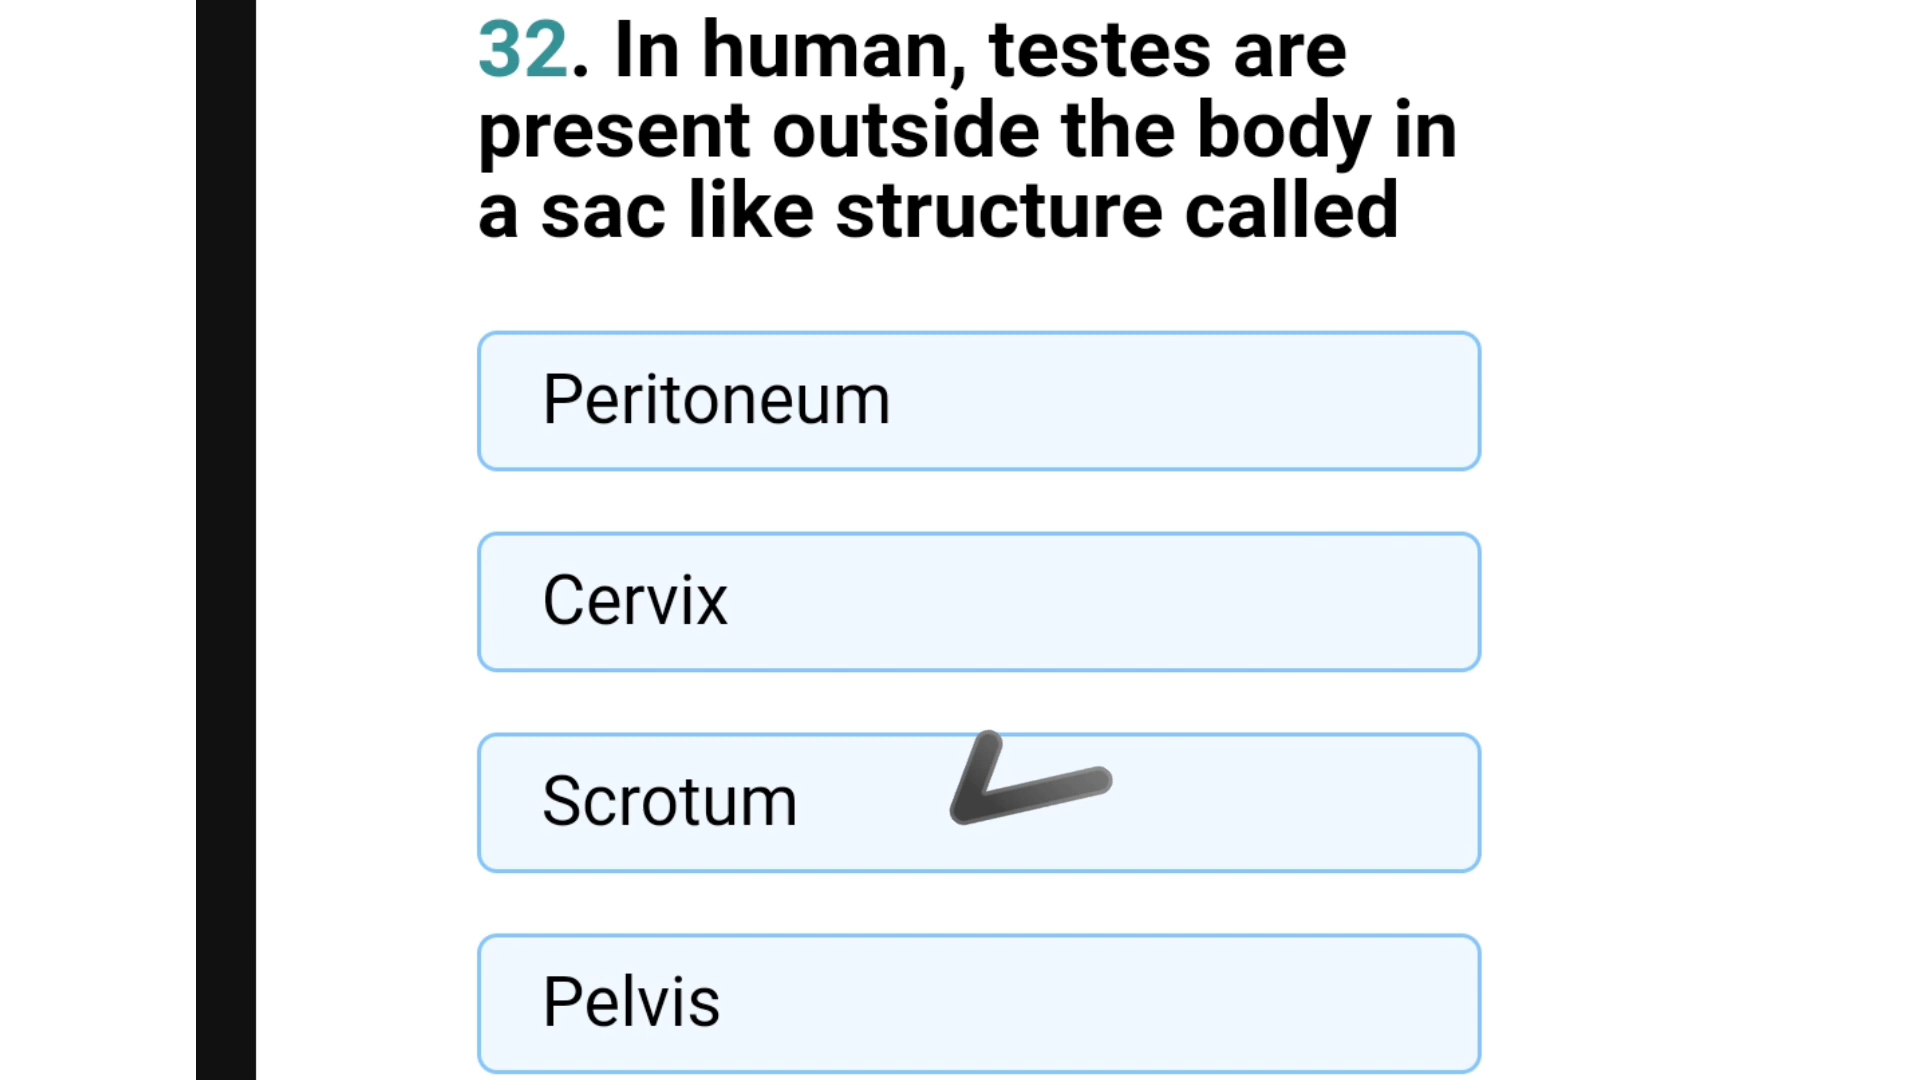 32. In human, testes are
present outside the body in
a sac like structure called
Peritoneum
Cervix
Scrotum
Pelvis